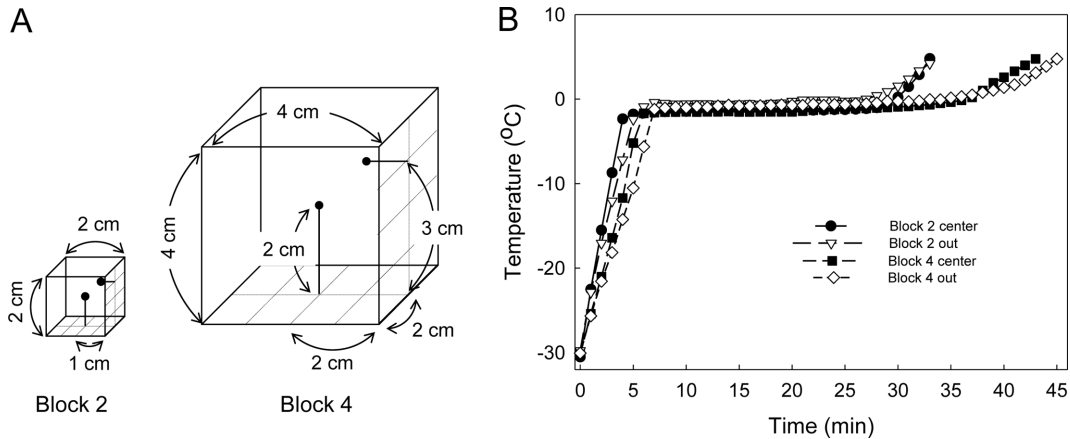 A
4 cm
4 cm
2 cm
3 cm
2 cm
2 cm
2 cm
2 cm
1 cm
Block 2
Block 4
B
Temperature (⁰C)
10
0
-10
-20
-30
0
5
10
15
20
25
30
35
40
45
Time (min)
Block 2 center
Block 2 out
Block 4 center
Block 4 out